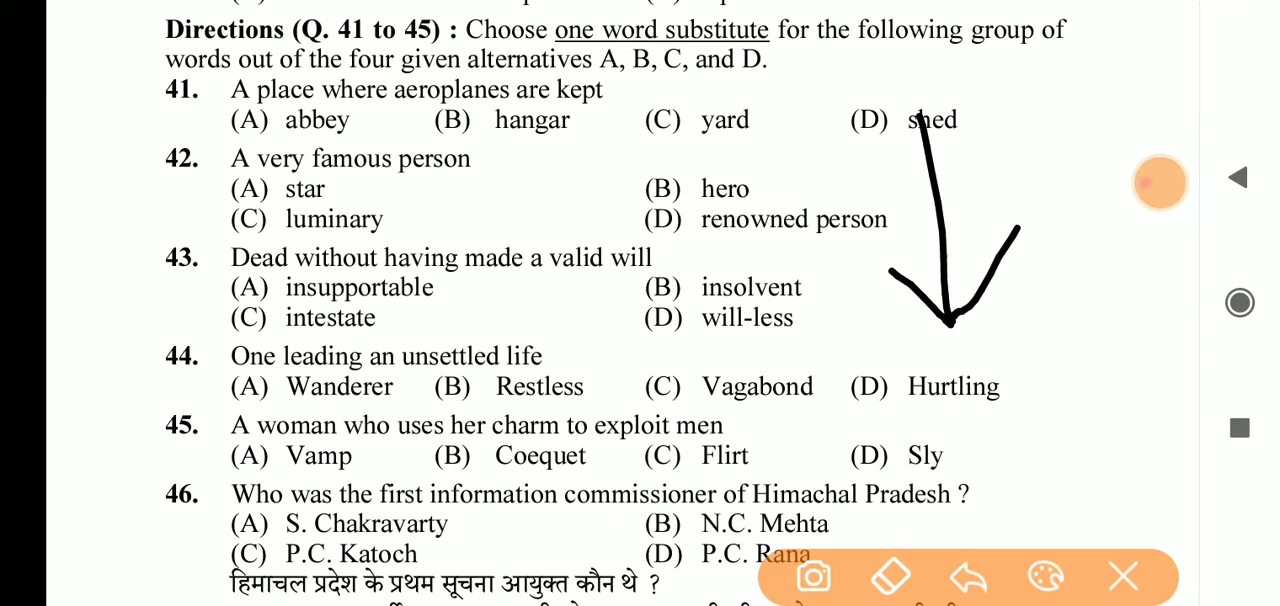 Directions (Q. 41 to 45) : Choose one word substitute for the following group of
words out of the four given alternatives A, B, C, and D.
41. A place where aeroplanes are kept
(A) abbey (B) hangar (C) yard (D) shed
42. A very famous person
(A) star (B) hero
(C) luminary (D) renowned person
43. Dead without having made a valid will
(A) insupportable (B) insolvent
(C) intestate (D) will-less
44. One leading an unsettled life
(A) Wanderer (B) Restless (C) Vagabond (D) Hurtling
45. A woman who uses her charm to exploit men
(A) Vamp (B) Coequet (C) Flirt (D) Sly
46. Who was the first information commissioner of Himachal Pradesh ?
(A) S. Chakravarty (B) N.C. Mehta
(C) P.C. Katoch (D) P.C. Rana
हिमाचल प्रदेश के प्रथम सूचना आयुक्त कौन थे ?